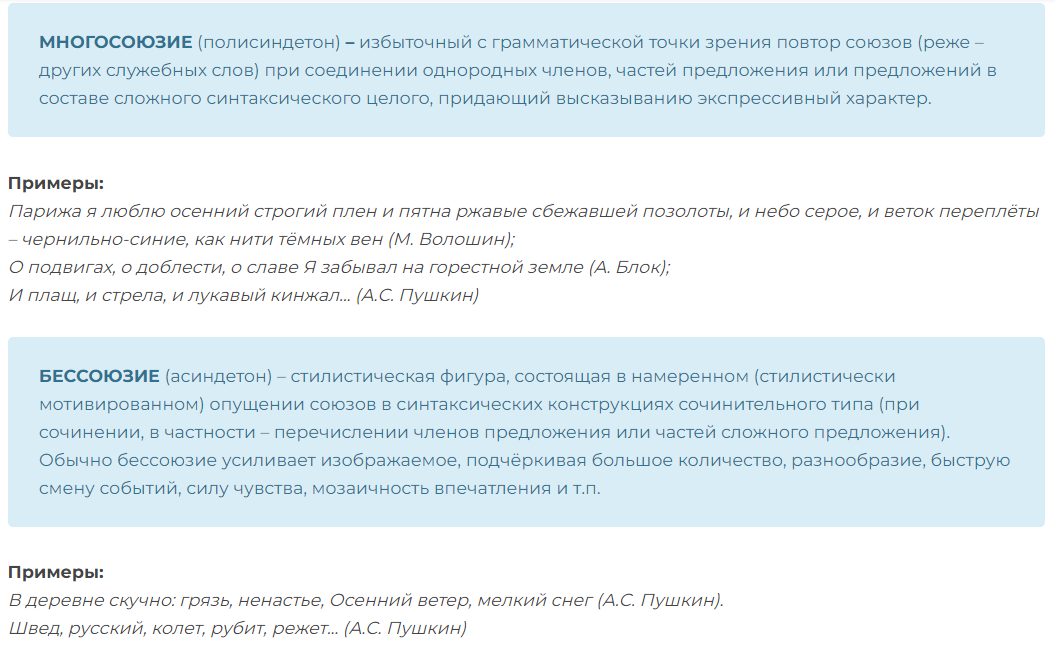 МНОГОСОЮЗИЕ (полисиндетон) – избыточный с грамматической точки зрения повтор союзов (реже –
других служебных слов) при соединении однородных членов, частей предложения или предложений в
составе сложного синтаксического целого, придающий высказыванию экспрессивный характер.
Примеры:
Парижа я люблю осенний строгий плен и пятна ржавые сбежавшей позолоты, и небо серое, и веток переплёты
– чернильно-синие, как нити тёмных вен (М. Волошин);
О подвигах, о доблести, о славе Я забывал на горестной земле (А. Блок);
И плащ, и стрела, и лукавый кинжал... (А.С. Пушкин)
БЕССОЮЗИЕ (асиндетон) – стилистическая фигура, состоящая в намеренном (стилистически
мотивированном) опущении союзов в синтаксических конструкциях сочинительного типа (при
сочинении, в частности – перечислении членов предложения или частей сложного предложения).
Обычно бессоюзие усиливает изображаемое, подчёркивая большое количество, разнообразие, быструю
смену событий, силу чувства, мозаичность впечатления и т.п.
Примеры:
В деревне скучно: грязь, ненастье, Осенний ветер, мелкий снег (А.С. Пушкин).
Швед, русский, колет, рубит, режет... (А.С. Пушкин)